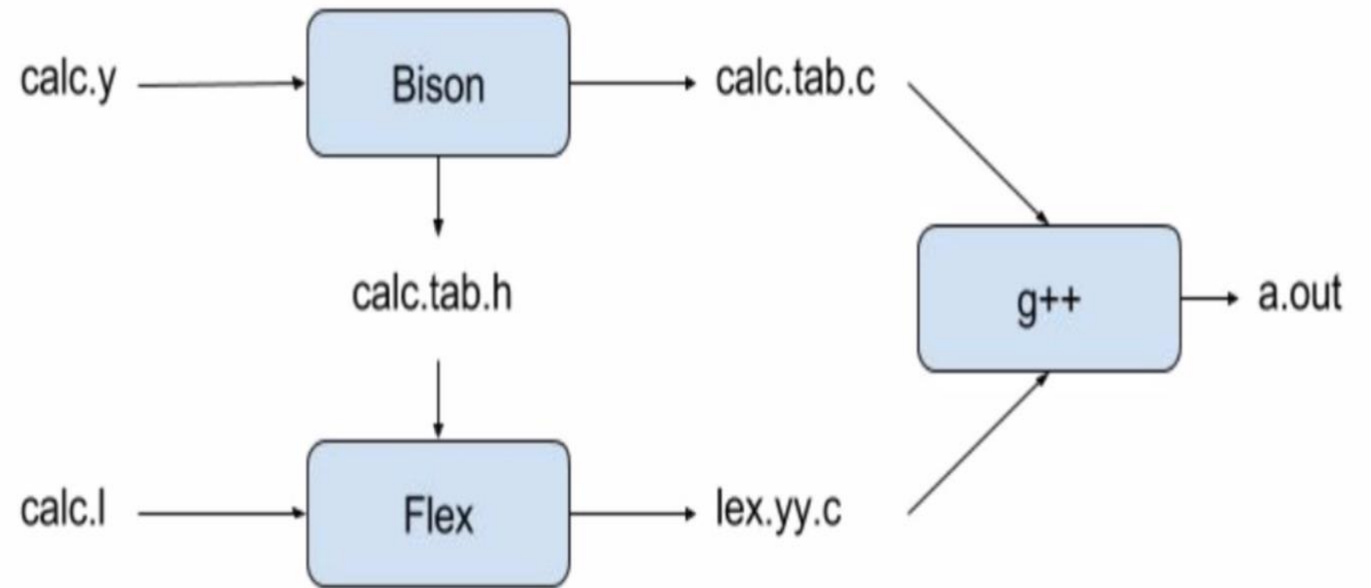 calc.y
Bison
calc.tab.c
calc.tab.h
g++
a.out
calc.l
Flex
lex.yy.c